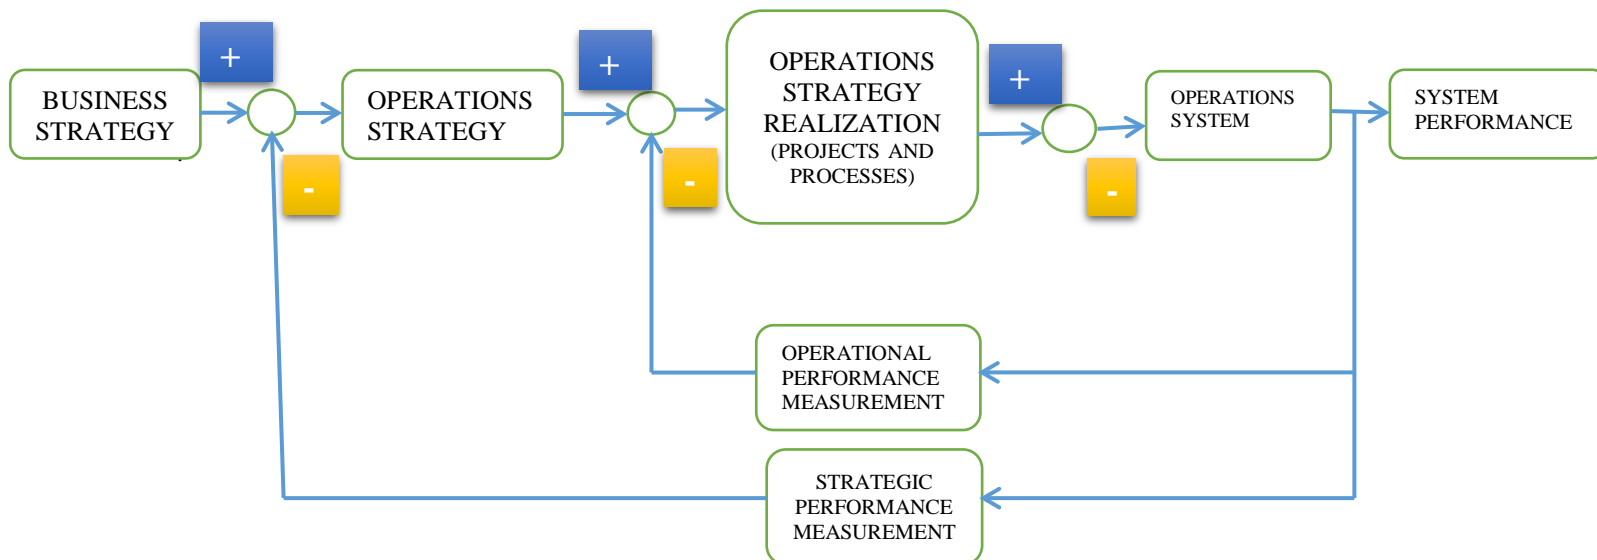 BUSINESS
STRATEGY
+
-
OPERATIONS
STRATEGY
+
-
OPERATIONS
STRATEGY
REALIZATION
(PROJECTS AND
PROCESSES)
+
-
OPERATIONS
SYSTEM
SYSTEM
PERFORMANCE
OPERATIONAL
PERFORMANCE
MEASUREMENT
STRATEGIC
PERFORMANCE
MEASUREMENT